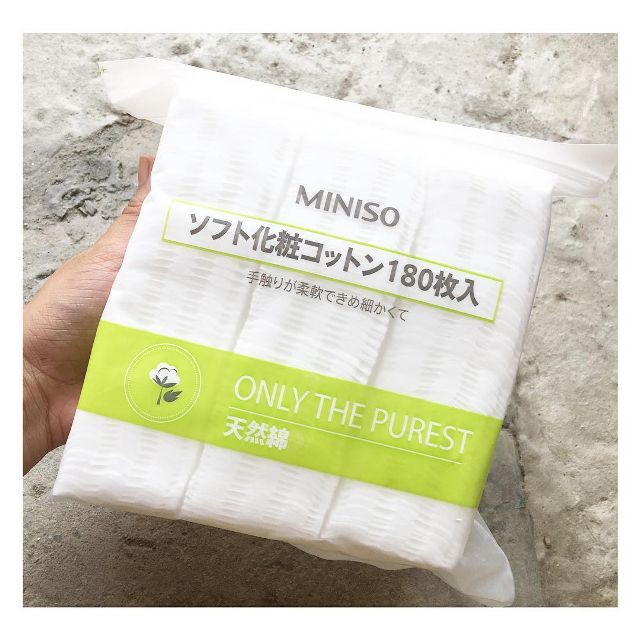 MINISO
ソフト化粧コットン180枚入
手触りが柔軟できめ細かくて
ONLY THE PUREST
天然綿